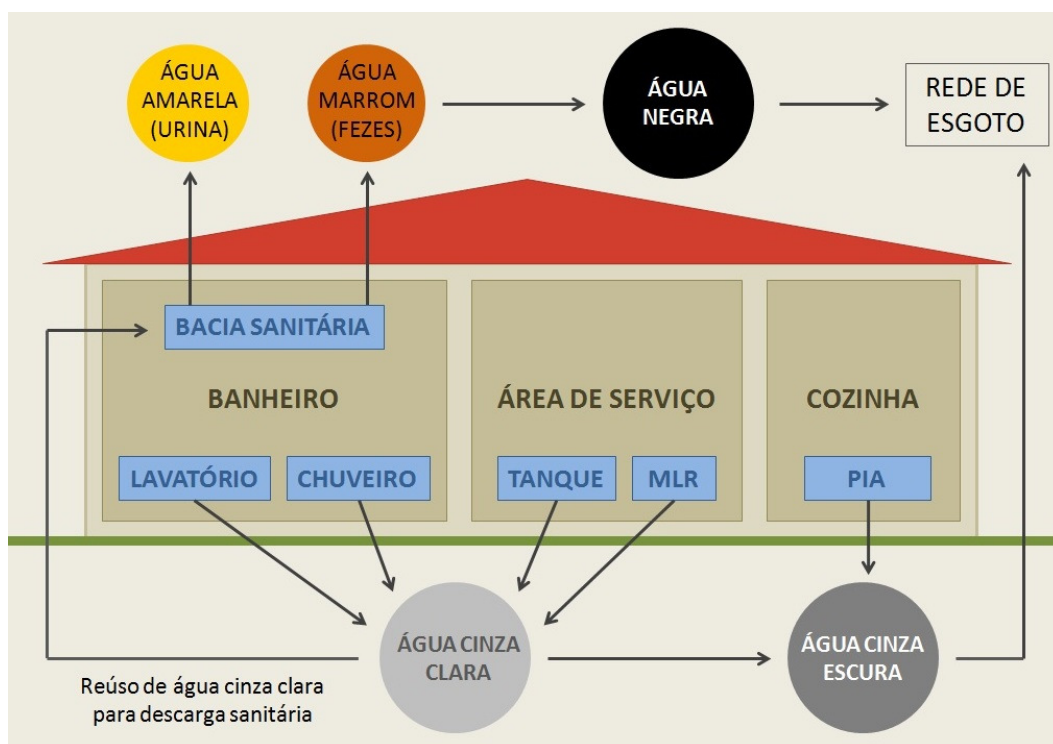 ÁGUA
AMARELA
(URINA)
ÁGUA
MARROM
(FEZES)
ÁGUA
NEGRA
REDE DE
ESGOTO
BACIA SANITÁRIA
BANHEIRO
ÁREA DE SERVIÇO
COZINHA
LAVATÓRIO
CHUVEIRO
TANQUE
MLR
PIA
ÁGUA CINZA
CLARA
ÁGUA CINZA
ESCURA
Reúso de água cinza clara
para descarga sanitária